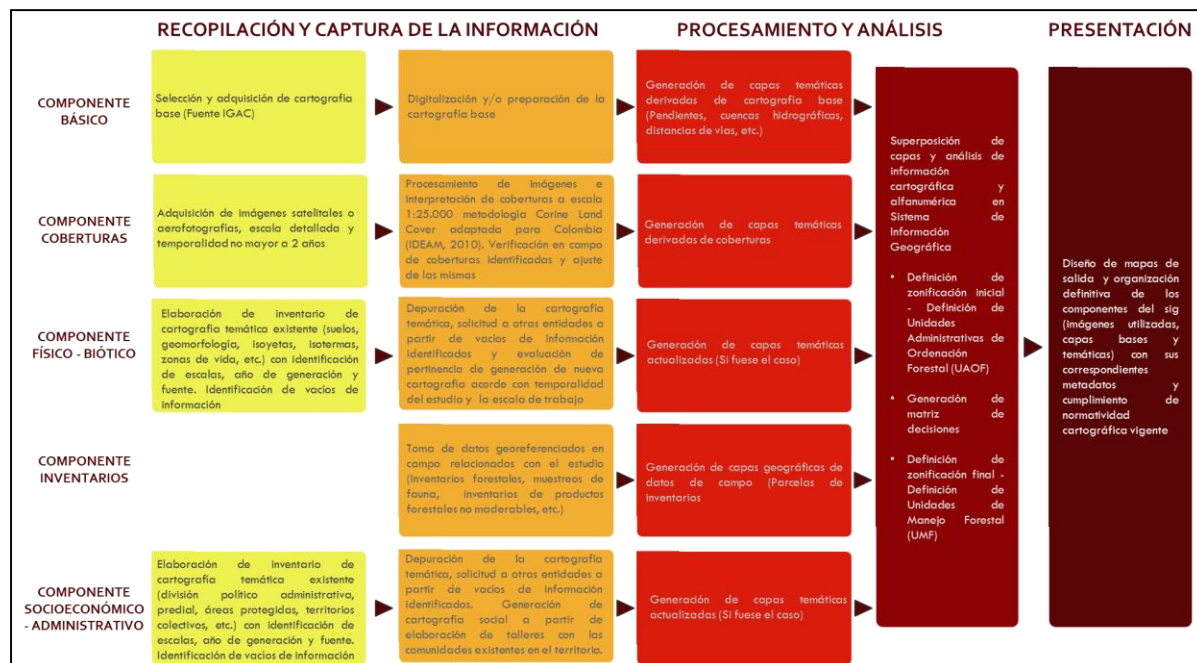 RECOPILACIÓN Y CAPTURA DE LA INFORMACIÓN
PROCESAMIENTO Y ANÁLISIS
PRESENTACIÓN
COMPONENTE
BÁSICO
Selección y adquisición de cartografía
base (Fuente IGAC)
Digitalización y/o preparación de la
cartografía base
Generación de capas temáticas
derivadas de cartografía base
(Pendientes, cuencas hidrográficas,
distancias de vías, etc.)
COMPONENTE
COBERTURAS
Adquisición de imágenes satelitales o
aerofotografías, escala detallada y
temporalidad no mayor a 2 años
Procesamiento de imágenes e
interpretación de coberturas a escala
1:25.000 metodología Corine Land
Cover adaptada para Colombia
(IDEAM, 2010). Verificación en campo
de coberturas identificadas y ajuste
de las mismas
Generación de capas temáticas
derivadas de coberturas
COMPONENTE
FÍSICO - BIÓTICO
Elaboración de inventario de
cartografía temática existente (suelos,
geomorfología, isoyetas, isotermas,
zonas de vida, etc.) con identificación
de escalas, año de generación y
fuente. Identificación de vacíos de
información
Depuración de la cartografía
temática, solicitud a otras entidades a
partir de vacíos de información
identificados y evaluación de
pertinencia de generación de nueva
cartografía acorde con temporalidad
del estudio y la escala de trabajo
Generación de capas temáticas
actualizadas (Si fuese el caso)
COMPONENTE
INVENTARIOS
Toma de datos georeferenciados en
campo relacionados con el estudio
(Inventarios forestales, muestreos de
fauna, inventarios de productos
forestales no maderables, etc.)
Generación de capas geográficas de
datos de campo (Parcelas de
inventarios
COMPONENTE
SOCIOECONÓMICO
- ADMINISTRATIVO
Elaboración de inventario de
cartografía temática existente
(división político administrativa,
predial, áreas protegidas, territorios
colectivos, etc.) con identificación de
escalas, año de generación y fuente.
Identificación de vacíos de información
Depuración de la cartografía
temática, solicitud a otras entidades a
partir de vacíos de información
identificados. Generación de
cartografía social a partir de
elaboración de talleres con las
comunidades existentes en el territorio.
Generación de capas temáticas
actualizadas (Si fuese el caso)
Superposición de
capas y análisis de
información
cartográfica y
alfanumérica en
Sistema de
Información
Geográfica
• Definición de
zonificación inicial
- Definición de
Unidades
Administrativas de
Ordenación
Forestal (UAOF)
• Generación de
matriz de
decisiones
• Definición de
zonificación final -
Definición de
Unidades de
Manejo Forestal
(UMF)
Diseño de mapas de
salida y organización
definitiva de los
componentes del sig
(imágenes utilizadas,
capas bases y
temáticas) con sus
correspondientes
metadatos y
cumplimiento de
normatividad
cartográfica vigente